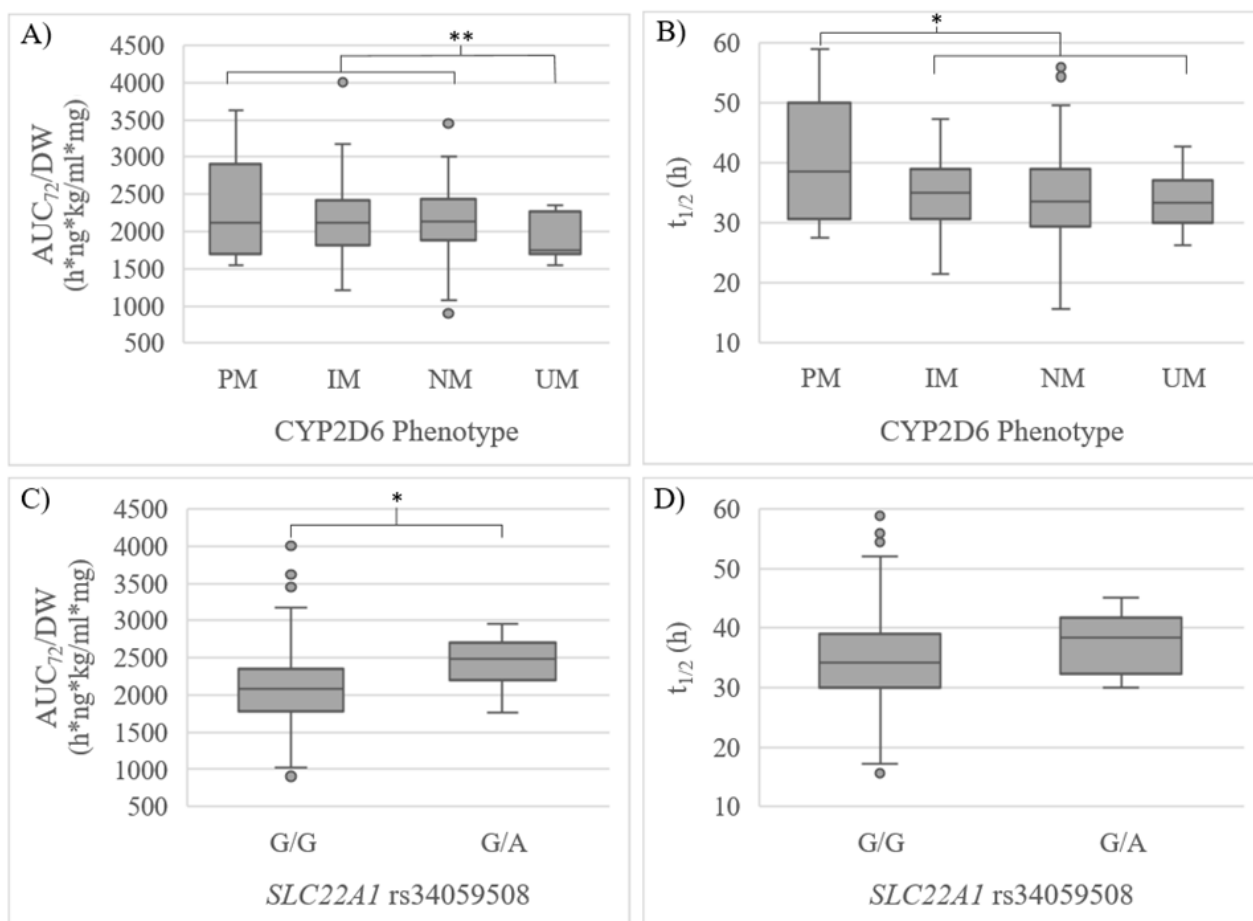 A)
**
4500
4000
3500
3000
2500
2000
1500
1000
500
AUC72/DW
(h*ng*kg/ml*mg)
PM IM NM UM
CYP2D6 Phenotype
B)
*
60
50
40
30
20
10
t1/2 (h)
PM IM NM UM
CYP2D6 Phenotype
C)
*
4500
4000
3500
3000
2500
2000
1500
1000
500
AUC72/DW
(h*ng*kg/ml*mg)
G/G G/A
SLC22A1 rs34059508
D)
60
50
40
30
20
10
t1/2 (h)
G/G G/A
SLC22A1 rs34059508